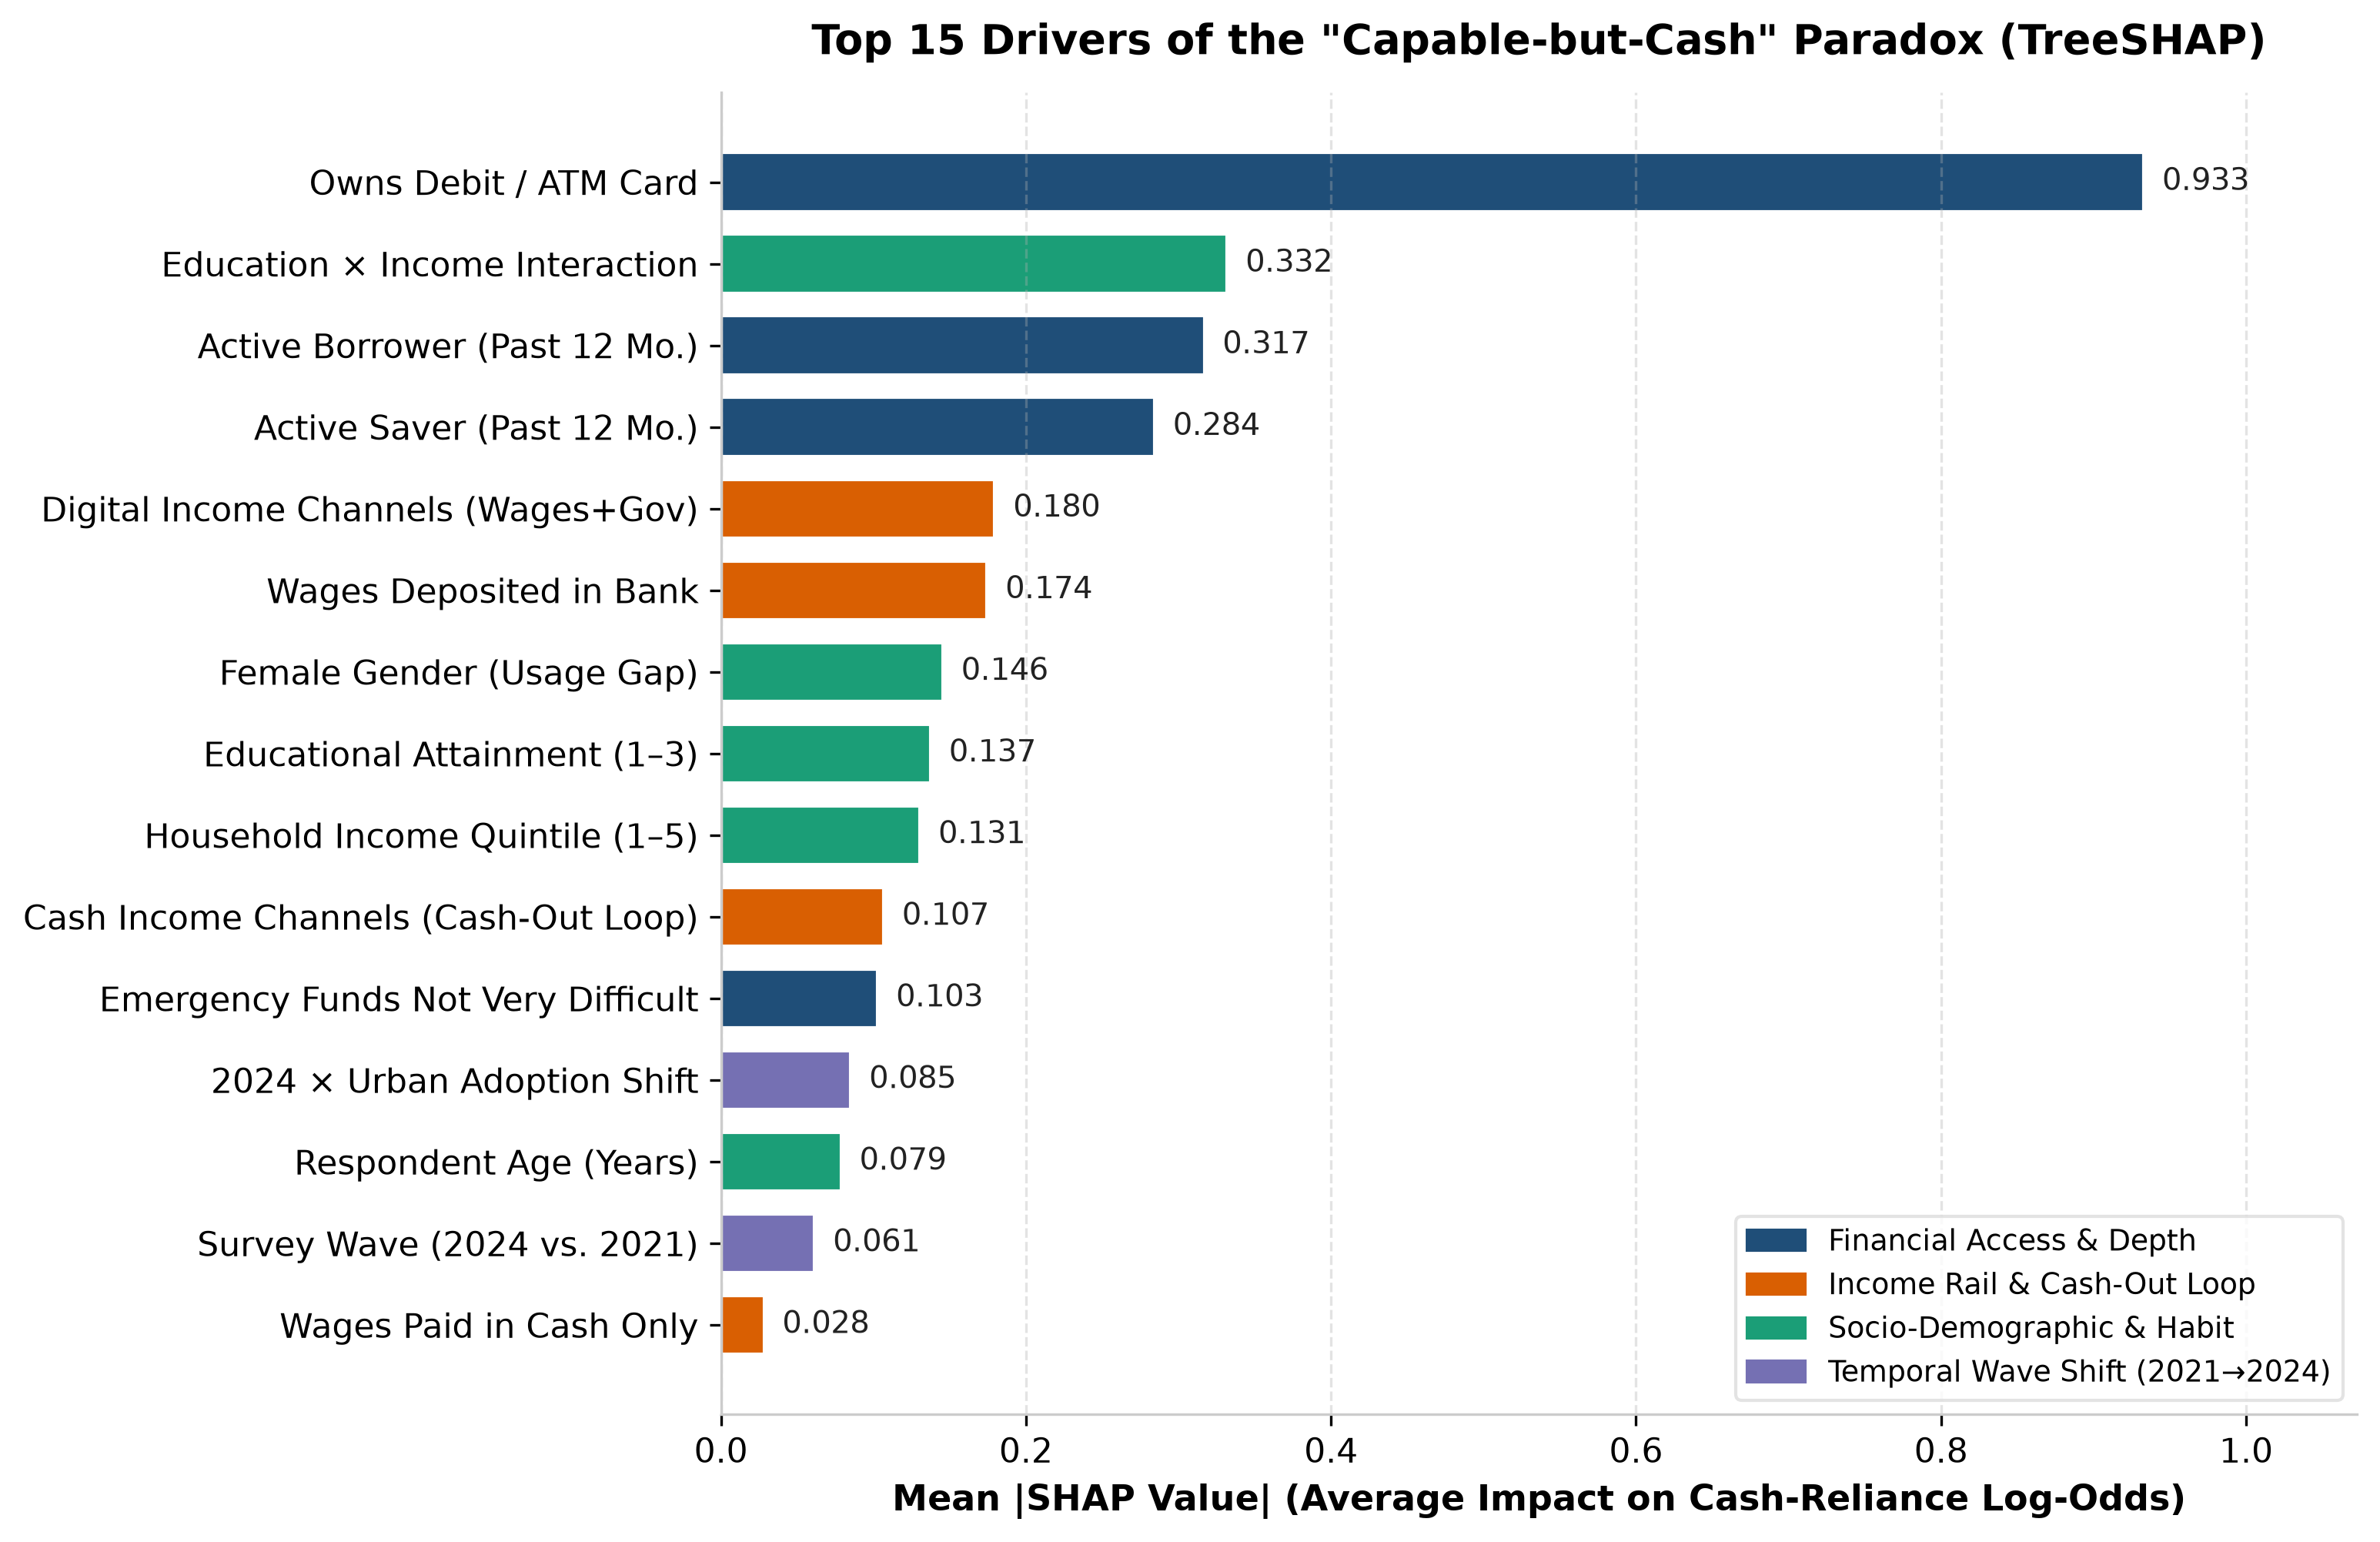 Top 15 Drivers of the "Capable-but-Cash" Paradox (TreeSHAP)
Owns Debit / ATM Card 0.933
Education × Income Interaction 0.332
Active Borrower (Past 12 Mo.) 0.317
Active Saver (Past 12 Mo.) 0.284
Digital Income Channels (Wages+Gov) 0.180
Wages Deposited in Bank 0.174
Female Gender (Usage Gap) 0.146
Educational Attainment (1–3) 0.137
Household Income Quintile (1–5) 0.131
Cash Income Channels (Cash-Out Loop) 0.107
Emergency Funds Not Very Difficult 0.103
2024 × Urban Adoption Shift 0.085
Respondent Age (Years) 0.079
Survey Wave (2024 vs. 2021) 0.061
Wages Paid in Cash Only 0.028
Financial Access & Depth
Income Rail & Cash-Out Loop
Socio-Demographic & Habit
Temporal Wave Shift (2021→2024)
0.0 0.2 0.4 0.6 0.8 1.0
Mean |SHAP Value| (Average Impact on Cash-Reliance Log-Odds)